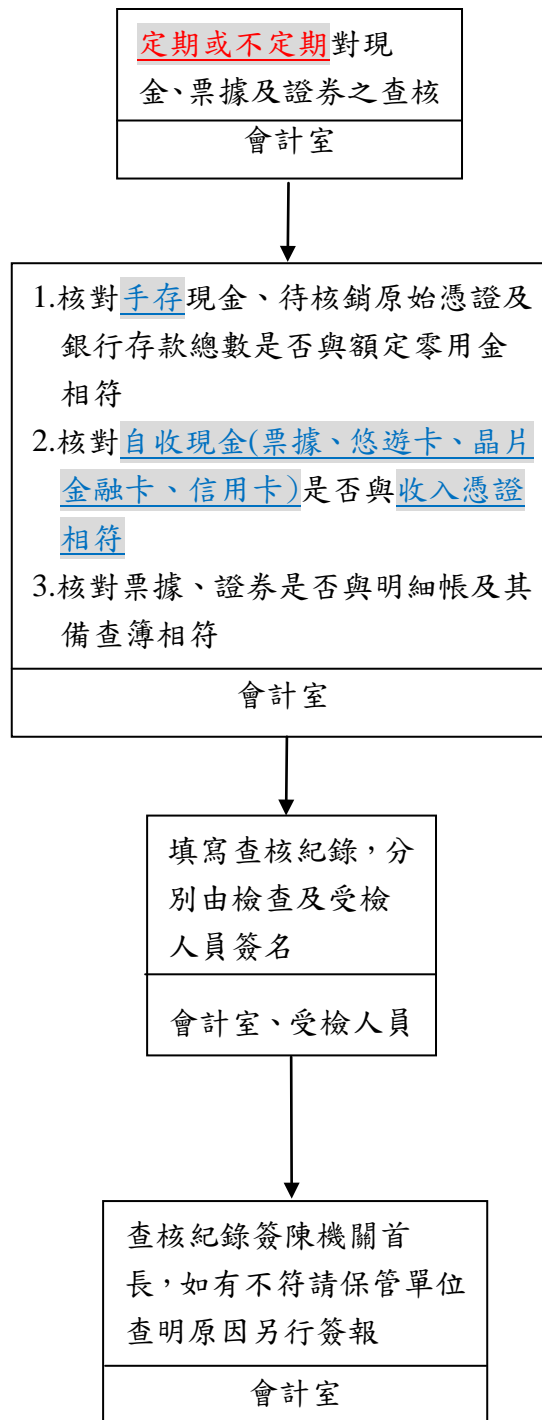 定期或不定期對現
金、票據及證券之查核
會計室
1.核對手存現金、待核銷原始憑證及
銀行存款總數是否與額定零用金
相符
2.核對自收現金(票據、悠遊卡、晶片
金融卡、信用卡)是否與收入憑證
相符
3.核對票據、證券是否與明細帳及其
備查簿相符
會計室
填寫查核紀錄，分
別由檢查及受檢
人員簽名
會計室、受檢人員
查核紀錄簽陳機關首
長，如有不符請保管單位
查明原因另行簽報
會計室